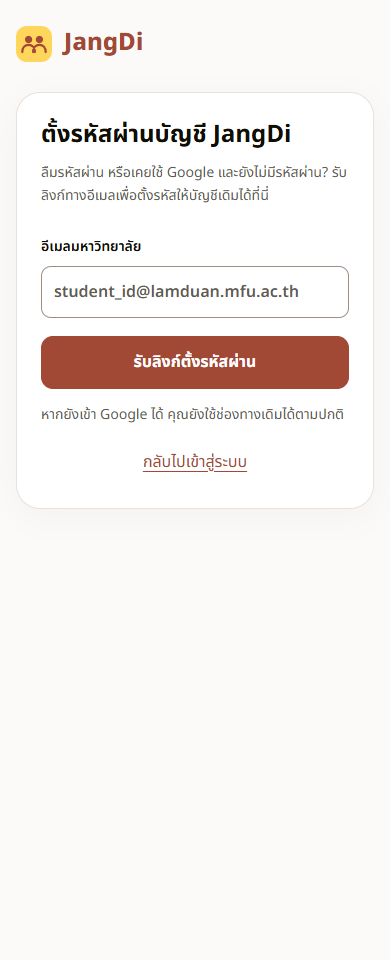 JangDi
ตั้งรหัสผ่านบัญชี JangDi
ลืมรหัสผ่าน หรือเคยใช้ Google และยังไม่มีรหัสผ่าน? รับ
ลิงก์ทางอีเมลเพื่อตั้งรหัสให้บัญชีเดิมได้ที่นี่
อีเมลมหาวิทยาลัย
student_id@lamduan.mfu.ac.th
รับลิงก์ตั้งรหัสผ่าน
หากยังเข้า Google ได้ คุณยังใช้ช่องทางเดิมได้ตามปกติ
กลับไปเข้าสู่ระบบ